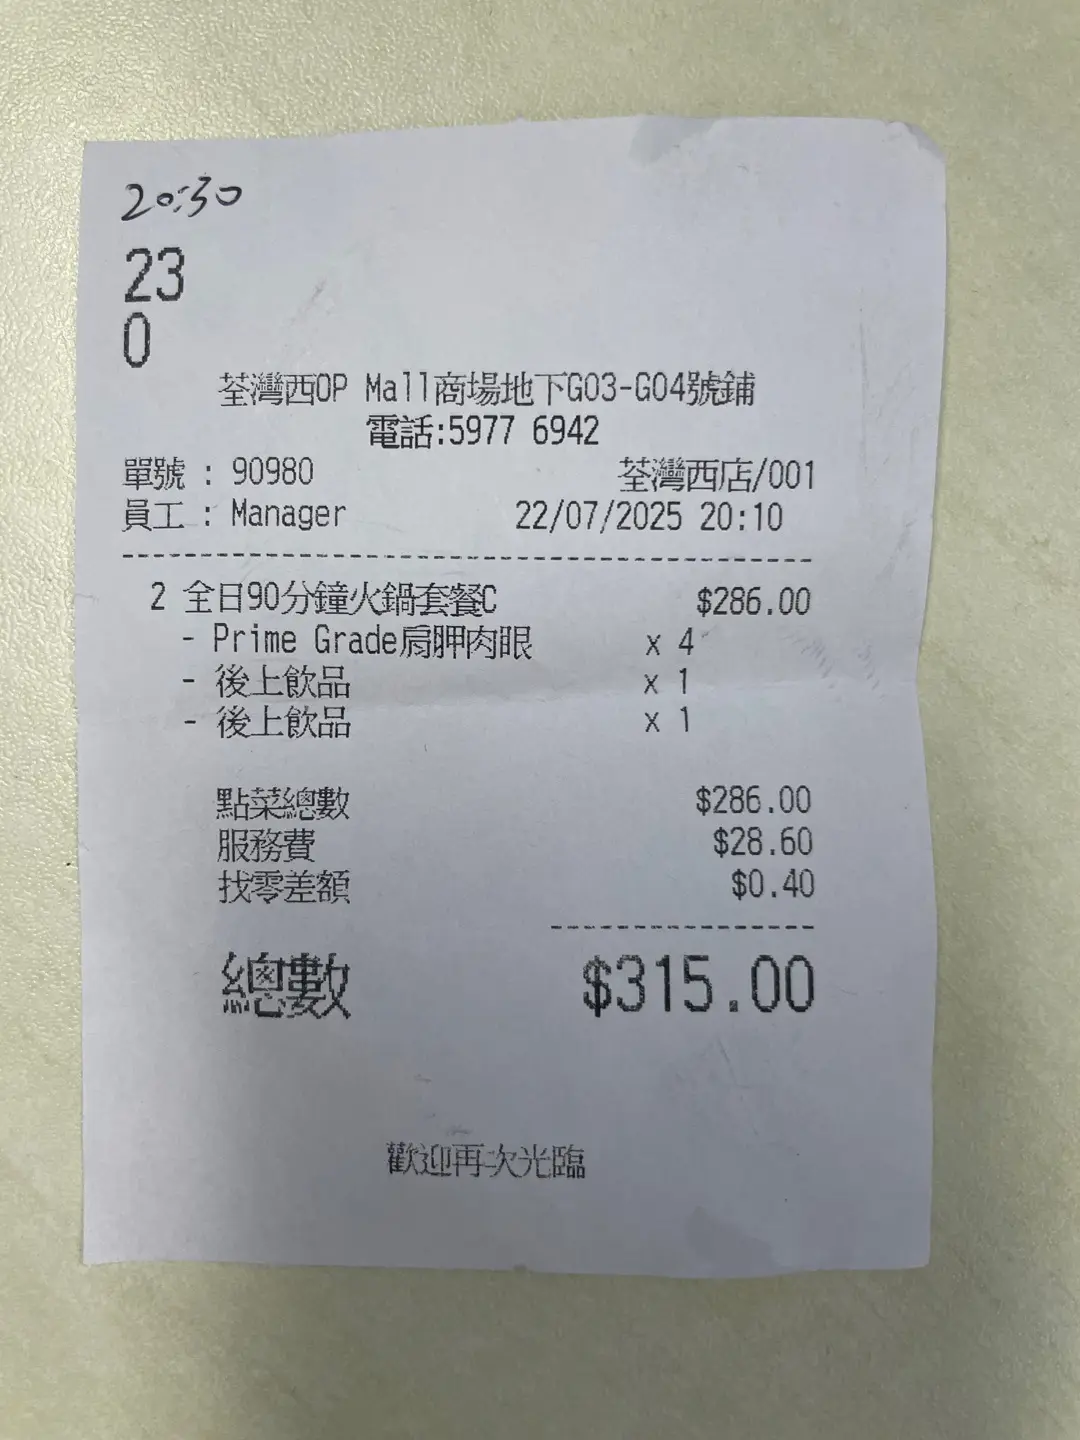 20:30
23
0
荃灣西OP Mall商場地下G03-G04號鋪
電話:5977 6942
單號 : 90980 荃灣西店/001
員工 : Manager 22/07/2025 20:10
2 全日90分鐘火鍋套餐C $286.00
- Prime Grade肩胛肉眼 x 4
- 後上飲品 x 1
- 後上飲品 x 1
點菜總數 $286.00
服務費 $28.60
找零差額 $0.40
總數 $315.00
歡迎再次光臨